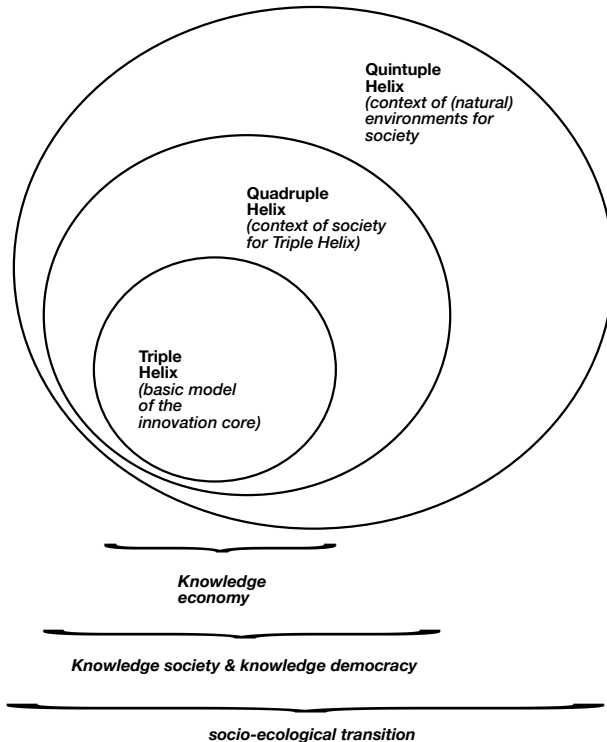 Quintuple
Helix
(context of (natural)
environments for
society
Quadruple
Helix
(context of society
for Triple Helix)
Triple
Helix
(basic model
of the
innovation core)
Knowledge
economy
Knowledge society & knowledge democracy
socio-ecological transition